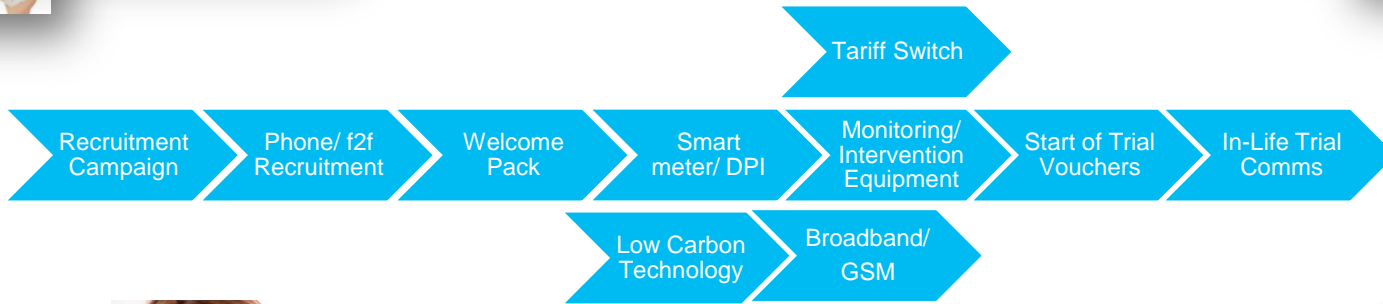 Tariff Switch
Recruitment
Campaign
Phone/ f2f
Recruitment
Welcome
Pack
Smart
meter/ DPI
Monitoring/
Intervention
Equipment
Start of Trial
Vouchers
In-Life Trial
Comms
Low Carbon
Technology
Broadband/
GSM